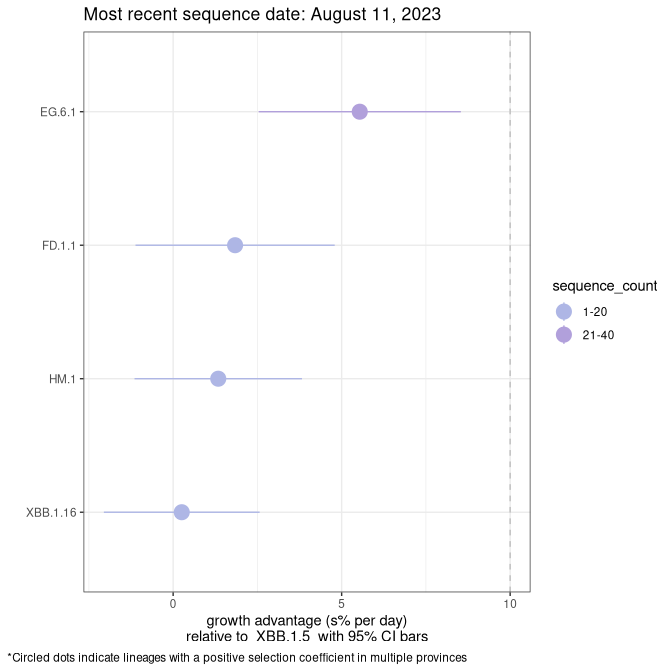 Most recent sequence date: August 11, 2023
EG.6.1
FD.1.1
HM.1
XBB.1.16
0
5
10
growth advantage (s% per day)
relative to  XBB.1.5  with 95% CI bars
sequence_count
1-20
21-40
*Circled dots indicate lineages with a positive selection coefficient in multiple provinces